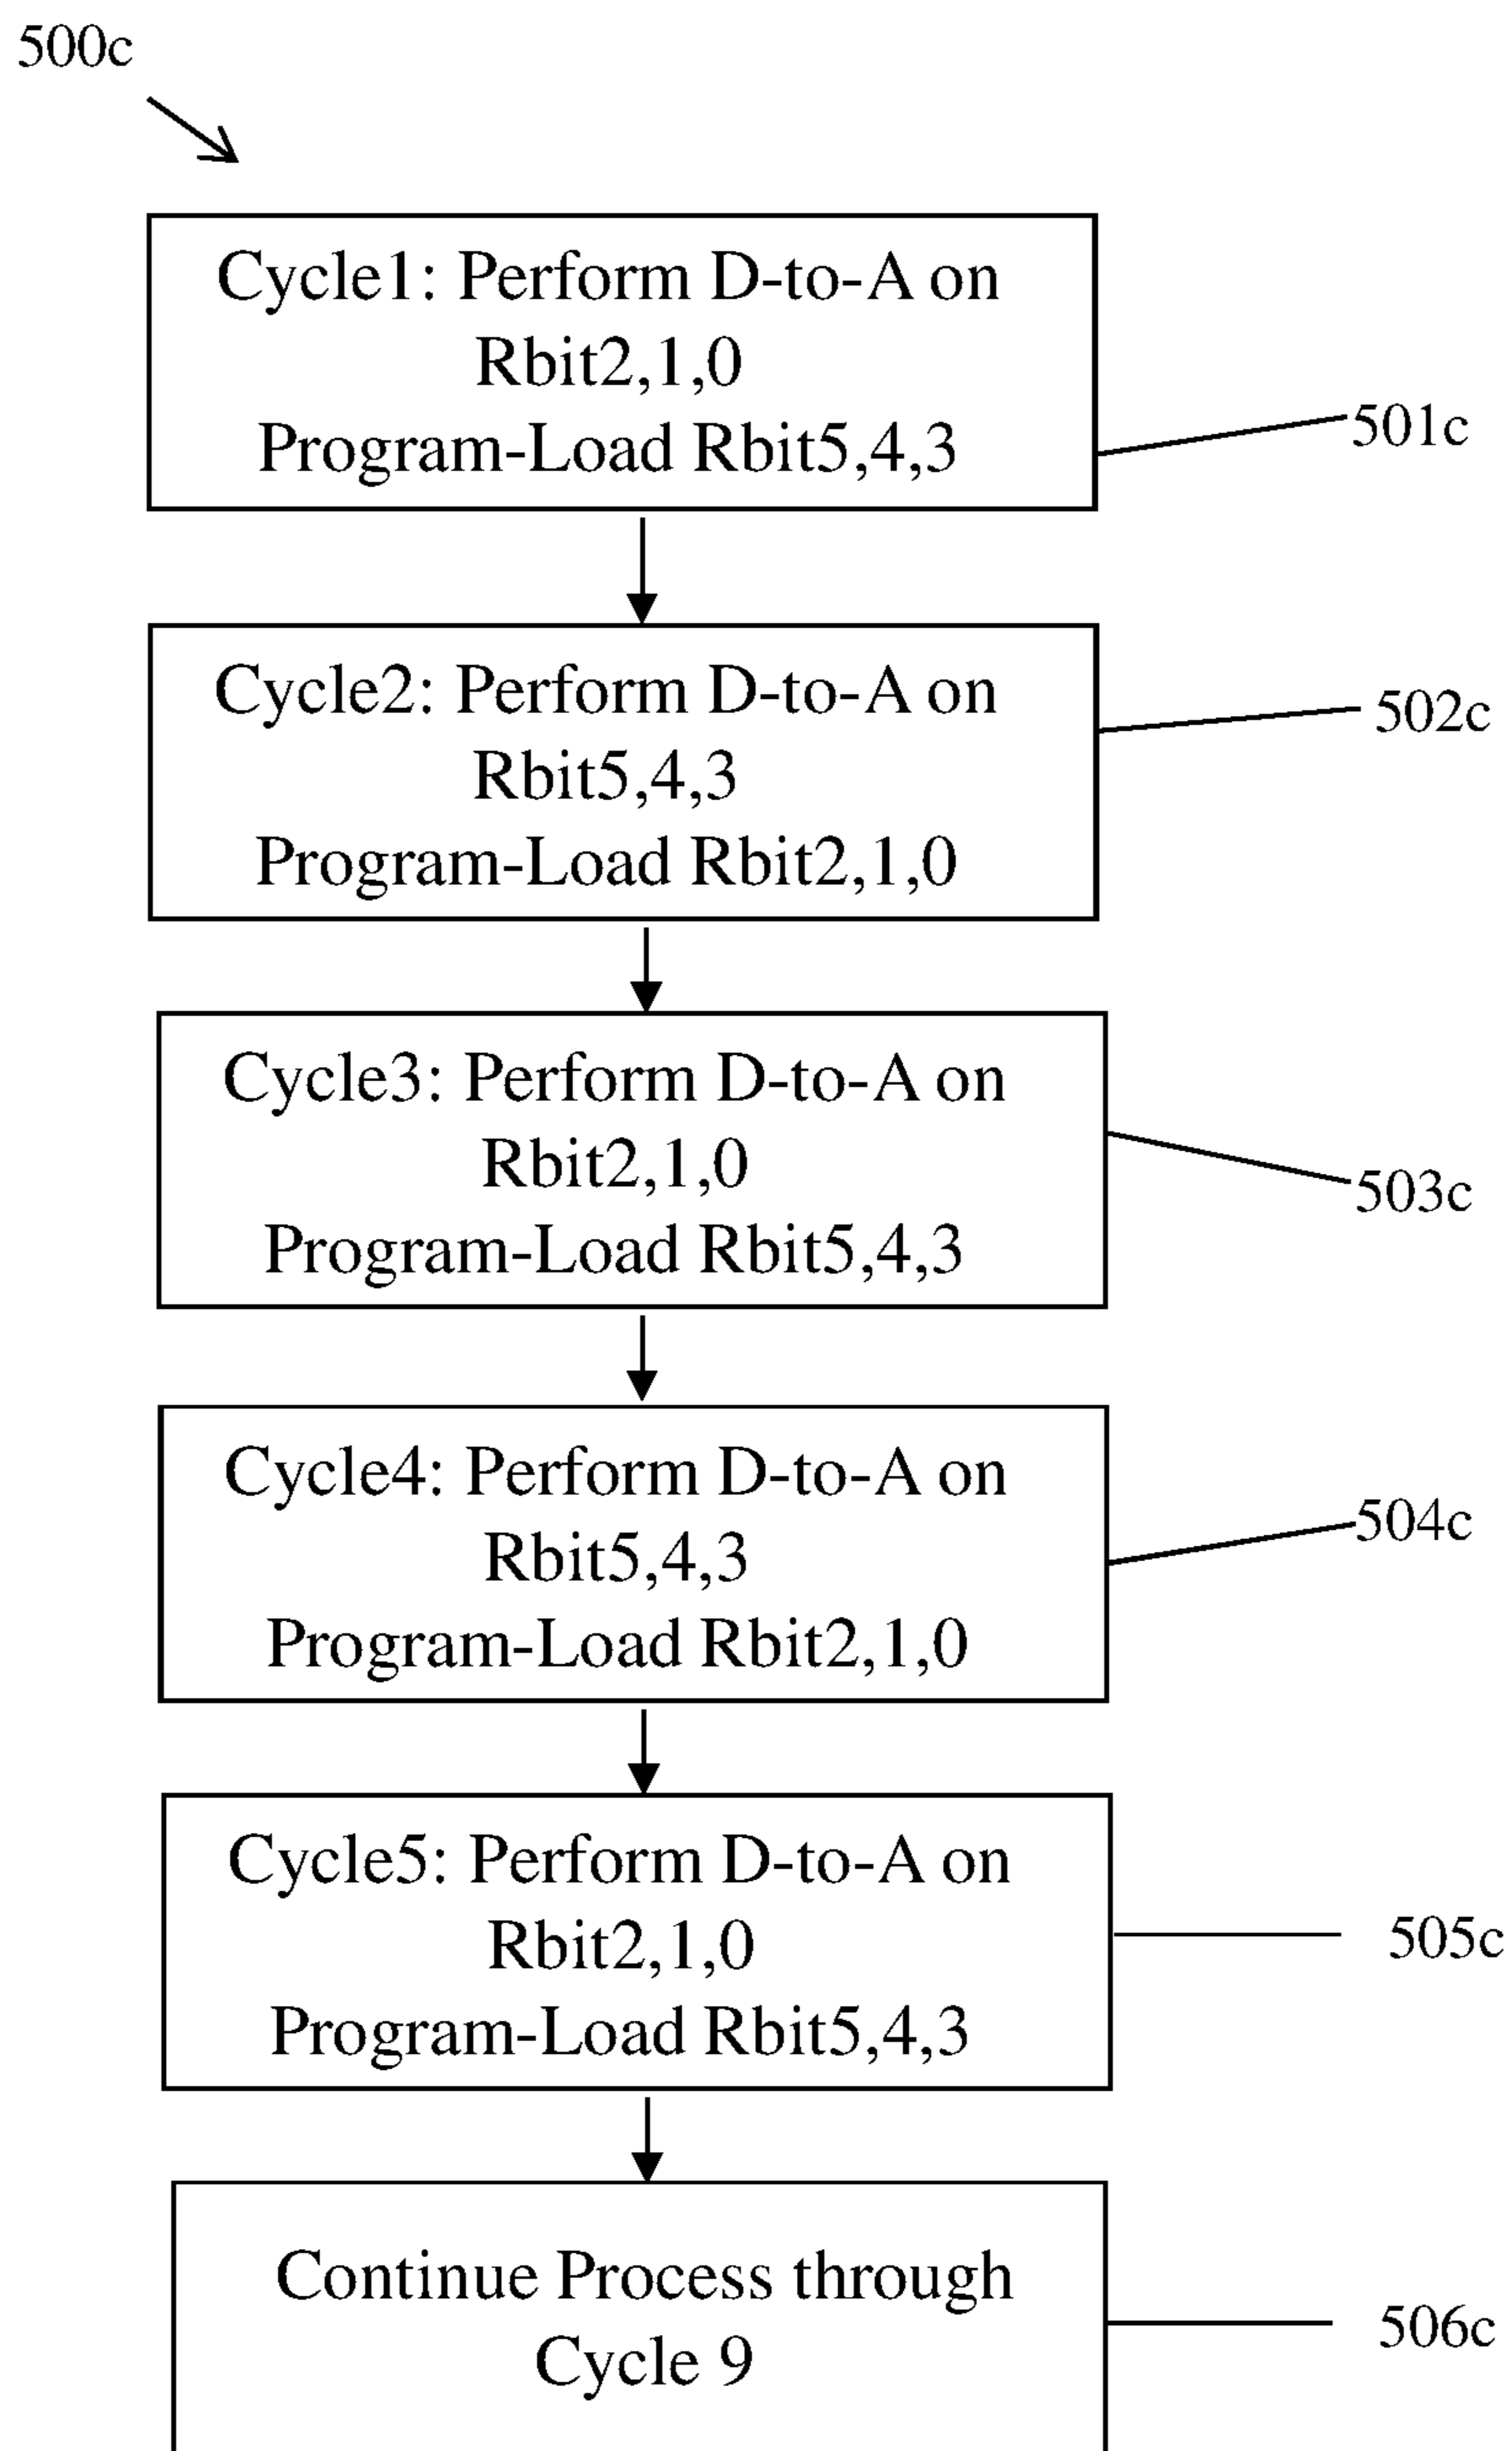 500c
Cycle1: Perform D-to-A on
Rbit2,1,0
Program-Load Rbit5,4,3
501c
Cycle2: Perform D-to-A on
Rbit5,4,3
Program-Load Rbit2,1,0
502c
Cycle3: Perform D-to-A on
Rbit2,1,0
Program-Load Rbit5,4,3
503c
Cycle4: Perform D-to-A on
Rbit5,4,3
Program-Load Rbit2,1,0
504c
Cycle5: Perform D-to-A on
Rbit2,1,0
Program-Load Rbit5,4,3
505c
Continue Process through
Cycle 9
506c